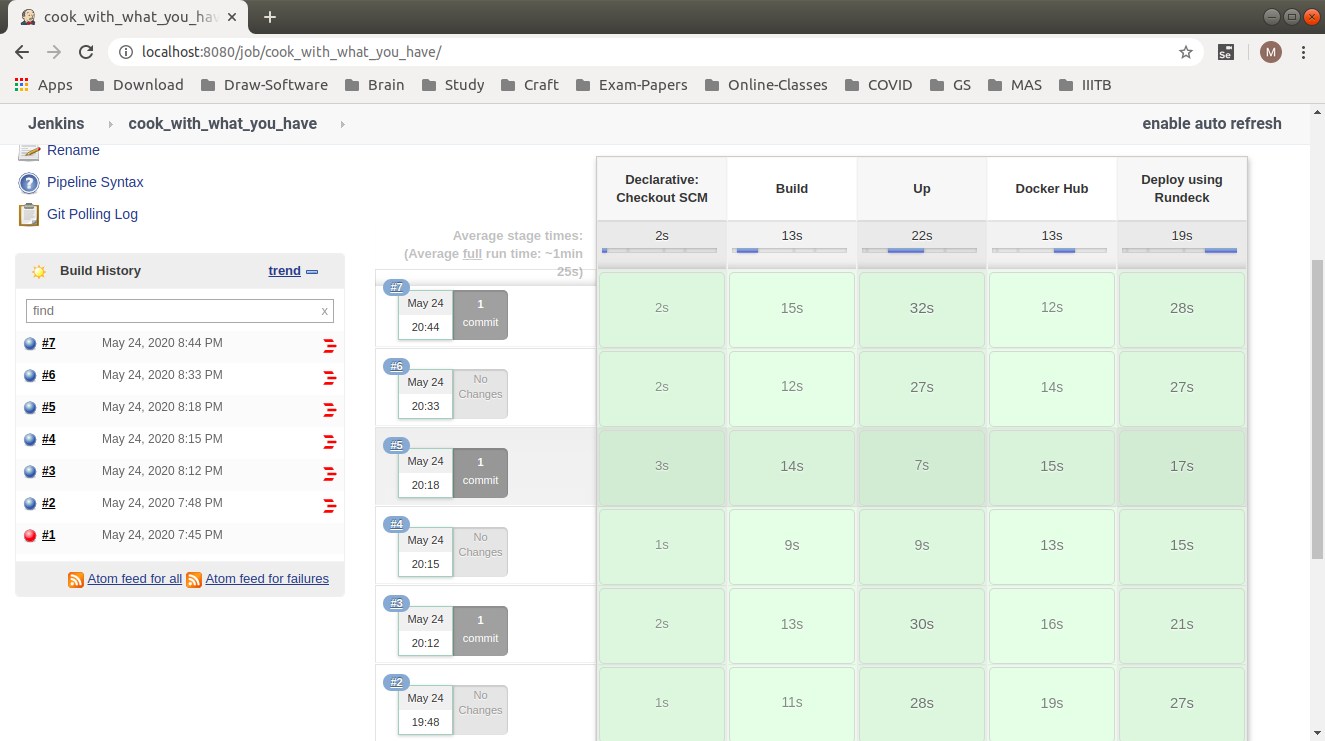 cook_with_what_you_hav
localhost:8080/job/cook_with_what_you_have/
Se
M
Apps
Download
Draw-Software
Brain
Study
Craft
Exam-Papers
Online-Classes
COVID
GS
MAS
IIITB
Jenkins
cook_with_what_you_have
enable auto refresh
Rename
Pipeline Syntax
Git Polling Log
Build History
trend
find
x
#7 May 24, 2020 8:44 PM
#6 May 24, 2020 8:33 PM
#5 May 24, 2020 8:18 PM
#4 May 24, 2020 8:15 PM
#3 May 24, 2020 8:12 PM
#2 May 24, 2020 7:48 PM
#1 May 24, 2020 7:45 PM
Atom feed for all Atom feed for failures
Declarative:
Checkout SCM
Build
Up
Docker Hub
Deploy using
Rundeck
Average stage times:
(Average full run time: ~1min
25s)
2s 13s 22s 13s 19s
#7
May 24
20:44
1
commit
2s 15s 32s 12s 28s
#6
May 24
20:33
No
Changes
2s 12s 27s 14s 27s
#5
May 24
20:18
1
commit
3s 14s 7s 15s 17s
#4
May 24
20:15
No
Changes
1s 9s 9s 13s 15s
#3
May 24
20:12
1
commit
2s 13s 30s 16s 21s
#2
May 24
19:48
No
Changes
1s 11s 28s 19s 27s